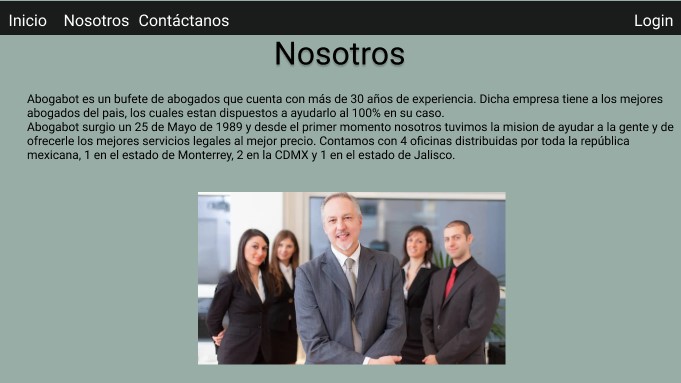 Inicio Nosotros Contáctanos Login
Nosotros
Abogabot es un bufete de abogados que cuenta con más de 30 años de experiencia. Dicha empresa tiene a los mejores
abogados del pais, los cuales estan dispuestos a ayudarlo al 100% en su caso.
Abogabot surgio un 25 de Mayo de 1989 y desde el primer momento nosotros tuvimos la mision de ayudar a la gente y de
ofrecerle los mejores servicios legales al mejor precio. Contamos con 4 oficinas distribuidas por toda la república
mexicana, 1 en el estado de Monterrey, 2 en la CDMX y 1 en el estado de Jalisco.